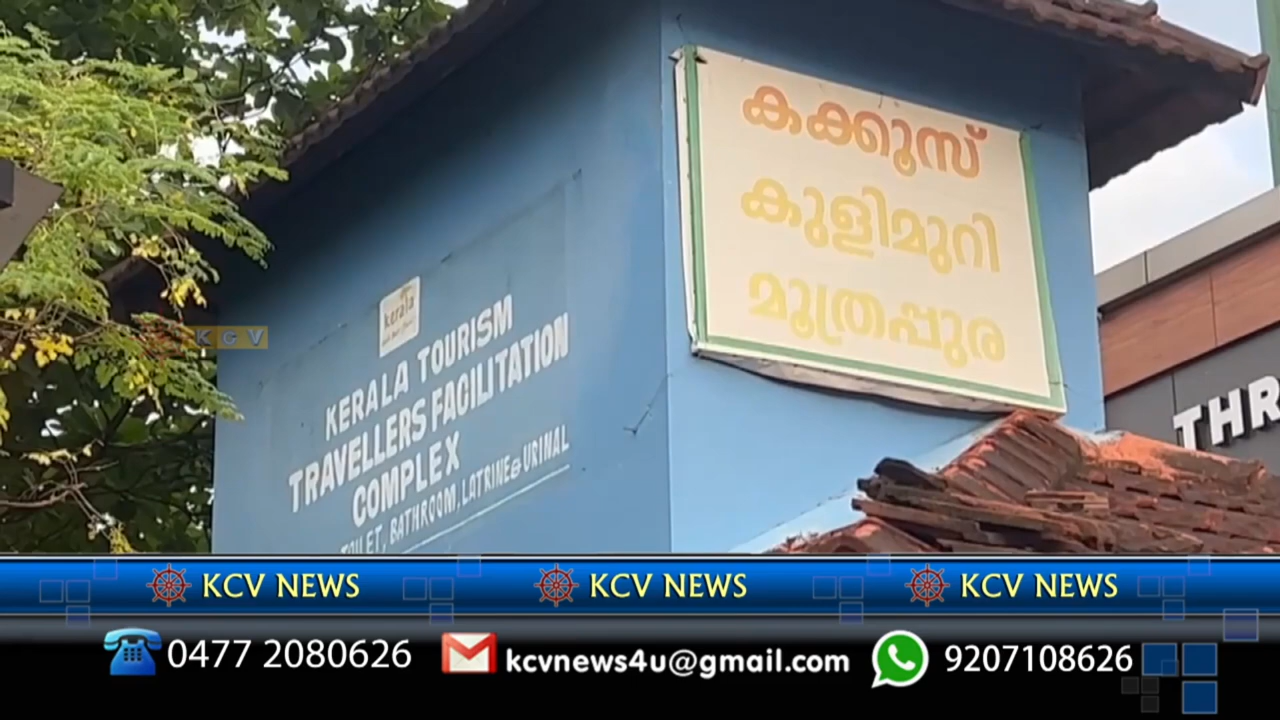 കക്കൂസ്
കുളിമുറി
മൂത്രപ്പുര
kerala
KERALA TOURISM
TRAVELLERS FACILITATION
COMPLEX
TOILET, BATHROOM, LATRINE & URINAL
KCV
THR
KCV NEWS
KCV NEWS
KCV NEWS
0477 2080626
kcvnews4u@gmail.com
9207108626